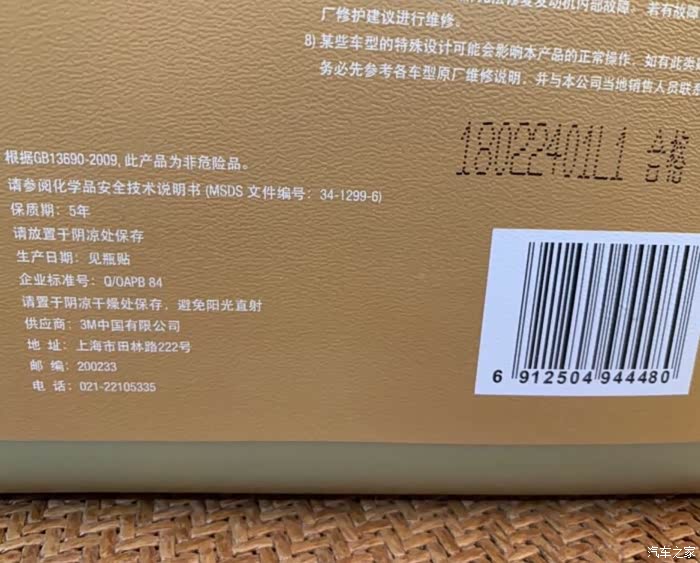 厂修护建议进行维修。
8) 某些车型的特殊设计可能会影响本产品的正常操作，如有此类
务必先参考各车型原厂维修说明，并与本公司当地销售人员联系
18022401L1 合格
根据GB13690-2009, 此产品为非危险品。
请参阅化学品安全技术说明书 (MSDS 文件编号：34-1299-6)
保质期：5年
请放置于阴凉处保存
生产日期：见瓶贴
企业标准号：Q/OAPB 84
请置于阴凉干燥处保存，避免阳光直射
供应商：3M中国有限公司
地 址：上海市田林路222号
邮 编：200233
电 话：021-22105335
6 912504 944480
汽车之家